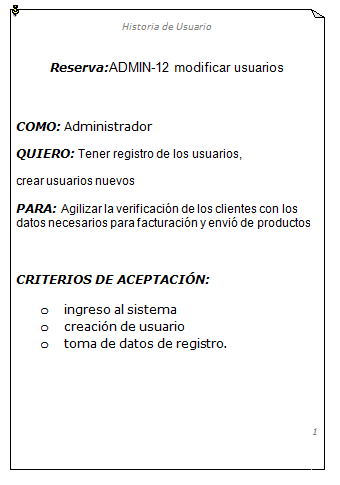 Historia de Usuario
Reserva:ADMIN-12 modificar usuarios
COMO: Administrador
QUIERO: Tener registro de los usuarios,
crear usuarios nuevos
PARA: Agilizar la verificación de los clientes con los
datos necesarios para facturación y envió de productos
CRITERIOS DE ACEPTACIÓN:
o ingreso al sistema
o creación de usuario
o toma de datos de registro.
1